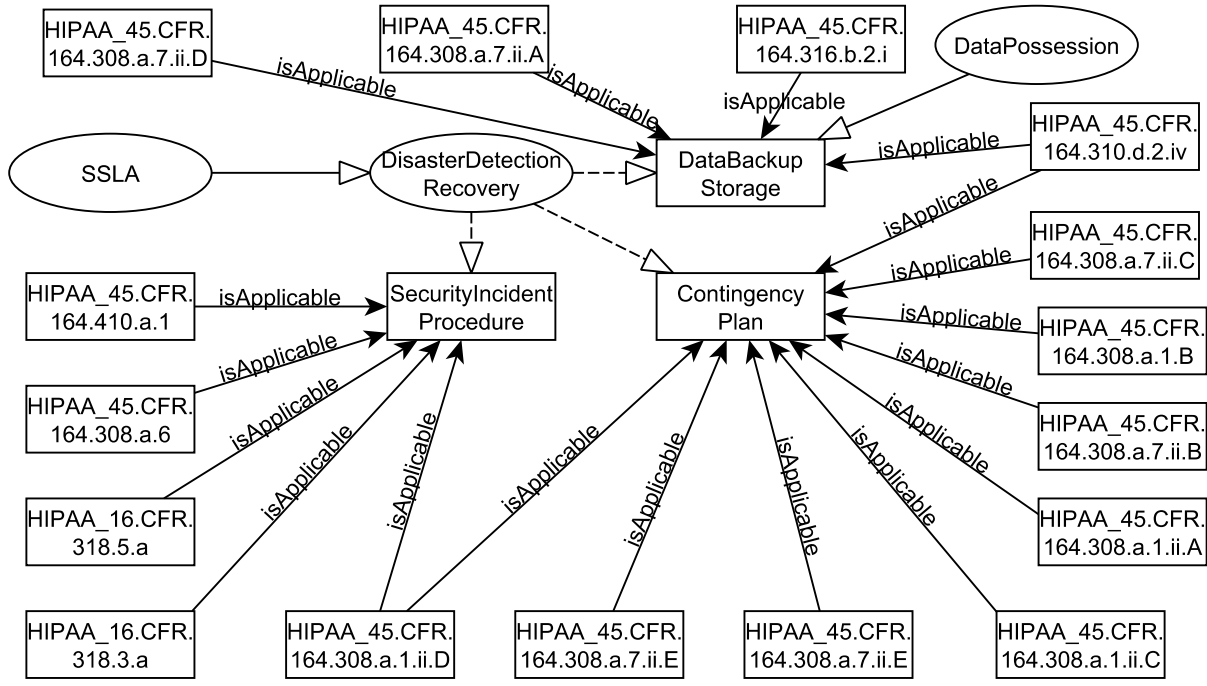 HIPAA_45.CFR.
164.308.a.7.ii.D
HIPAA_45.CFR.
164.308.a.7.ii.A
HIPAA_45.CFR.
164.316.b.2.i
DataPossession
isApplicable
isApplicable
isApplicable
HIPAA_45.CFR.
164.310.d.2.iv
isApplicable
SSLA
DisasterDetection
Recovery
DataBackup
Storage
isApplicable
HIPAA_45.CFR.
164.308.a.7.ii.C
isApplicable
HIPAA_45.CFR.
164.410.a.1
isApplicable
SecurityIncident
Procedure
Contingency
Plan
isApplicable
HIPAA_45.CFR.
164.308.a.1.B
isApplicable
isApplicable
HIPAA_45.CFR.
164.308.a.6
isApplicable
isApplicable
isApplicable
isApplicable
isApplicable
isApplicable
isApplicable
isApplicable
isApplicable
HIPAA_45.CFR.
164.308.a.7.ii.B
HIPAA_16.CFR.
318.5.a
HIPAA_45.CFR.
164.308.a.1.ii.A
HIPAA_16.CFR.
318.3.a
HIPAA_45.CFR.
164.308.a.1.ii.D
HIPAA_45.CFR.
164.308.a.7.ii.E
HIPAA_45.CFR.
164.308.a.7.ii.E
HIPAA_45.CFR.
164.308.a.1.ii.C